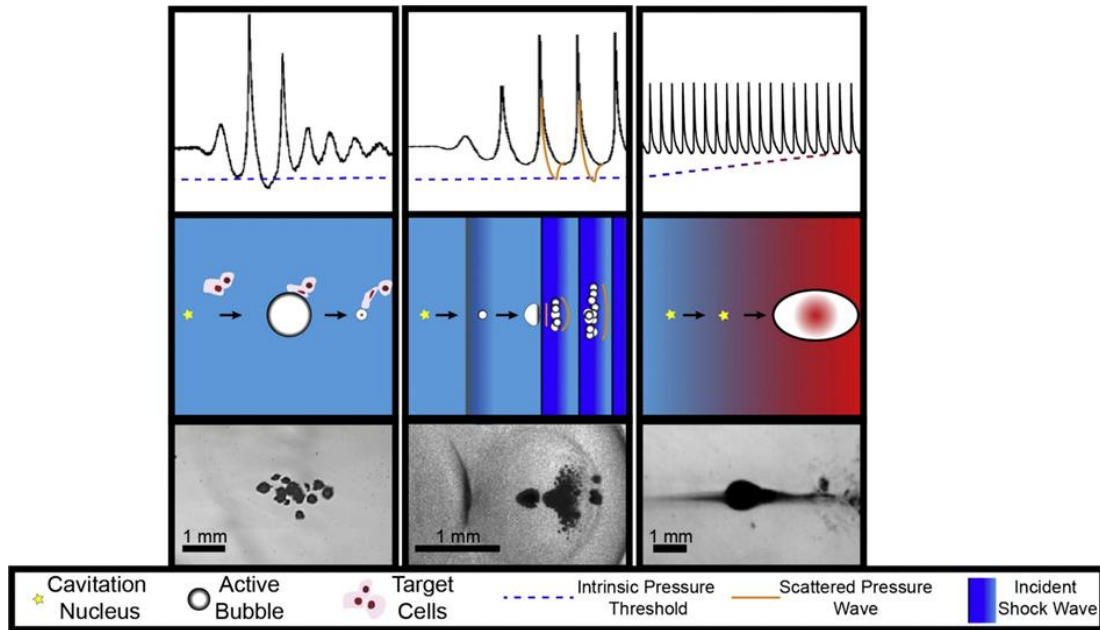 1 mm
1 mm
1 mm
Cavitation
Nucleus
Active
Bubble
Target
Cells
Intrinsic Pressure
Threshold
Scattered Pressure
Wave
Incident
Shock Wave